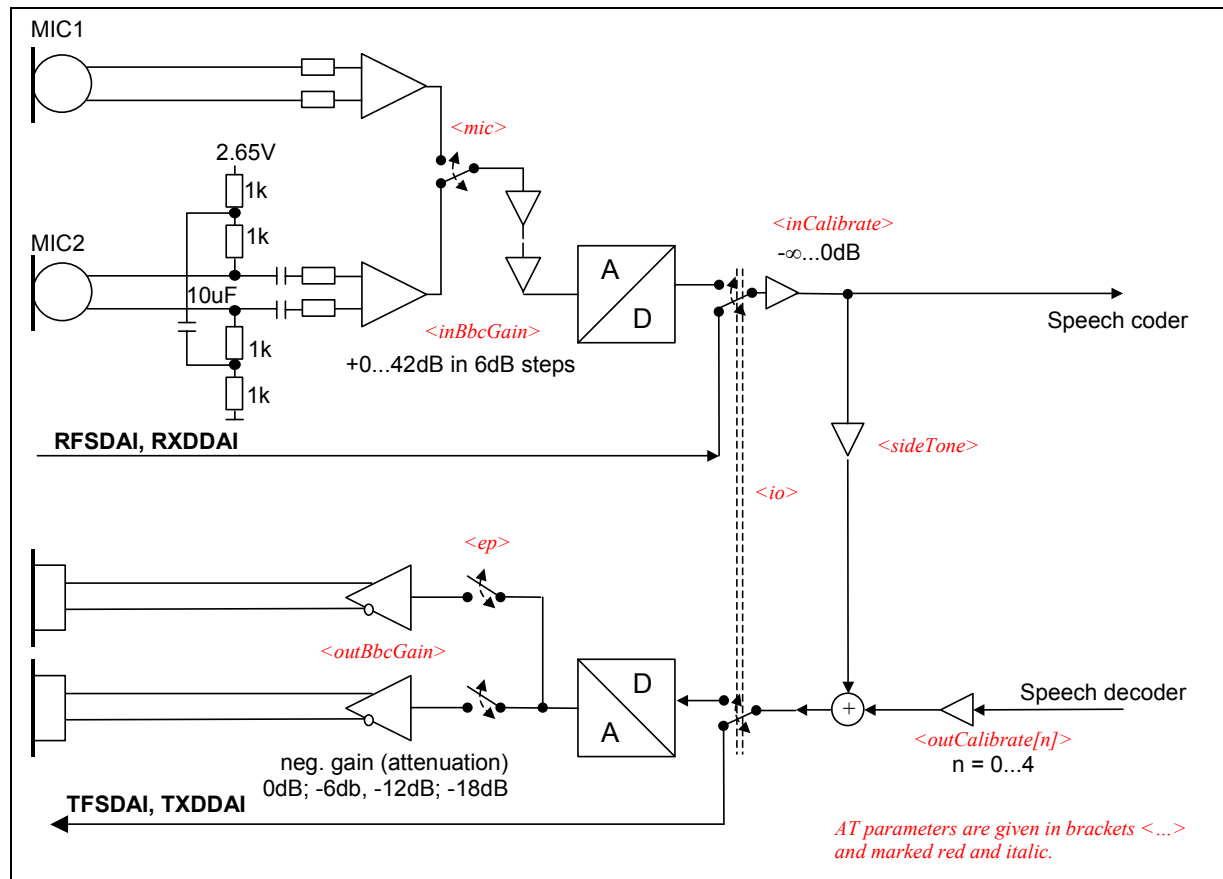 MIC1
<mic>
2.65V
1k
1k
MIC2
10uF
1k
1k
<inBbcGain>
+0...42dB in 6dB steps
A
D
<inCalibrate>
-∞...0dB
Speech coder
RFSDAI, RXDDAI
<sideTone>
<io>
<ep>
<outBbcGain>
D
A
+
Speech decoder
<outCalibrate[n]>
n = 0...4
neg. gain (attenuation)
0dB; -6db, -12dB; -18dB
TFSDAI, TXDDAI
AT parameters are given in brackets <...>
and marked red and italic.